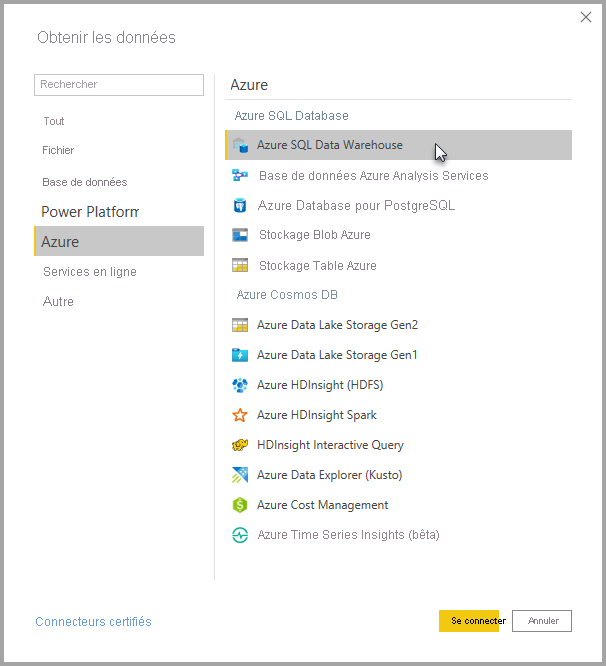 Obtenir les données
Rechercher
Tout
Fichier
Base de données
Power Platform
Azure
Services en ligne
Autre
Azure
Azure SQL Database
Azure SQL Data Warehouse
Base de données Azure Analysis Services
Azure Database pour PostgreSQL
Stockage Blob Azure
Stockage Table Azure
Azure Cosmos DB
Azure Data Lake Storage Gen2
Azure Data Lake Storage Gen1
Azure HDInsight (HDFS)
Azure HDInsight Spark
HDInsight Interactive Query
Azure Data Explorer (Kusto)
Azure Cost Management
Azure Time Series Insights (bêta)
Connecteurs certifiés
Se connecter
Annuler